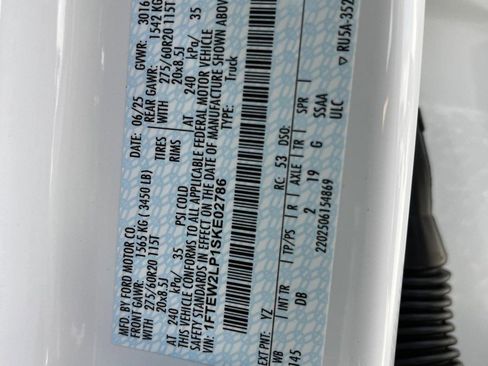 MFD. BY FORD MOTOR CO.
DATE: 06/25 GVWR: 3016
FRONT GAWR: 1565 KG (3450 LB) REAR GAWR: 1542 KG
WITH 275/60R20 115T TIRES WITH 275/60R20 115T
20x8.5J RIMS 20x8.5J
AT 240 kPa/ 35 PSI COLD AT 240 kPa/ 35
THIS VEHICLE CONFORMS TO ALL APPLICABLE FEDERAL MOTOR VEHICLE
SAFETY STANDARDS IN EFFECT ON THE DATE OF MANUFACTURE SHOWN ABOVE
VIN: 1FTEW2LP1SKE02786 TYPE: Truck
EXT PNT: YZ RC: 53 DSO:
WB INT TR TP/PS R AXLE TR SPR
145 DB 2 19 G SSAA
2202506154869 ULC
▽ RU5A-352